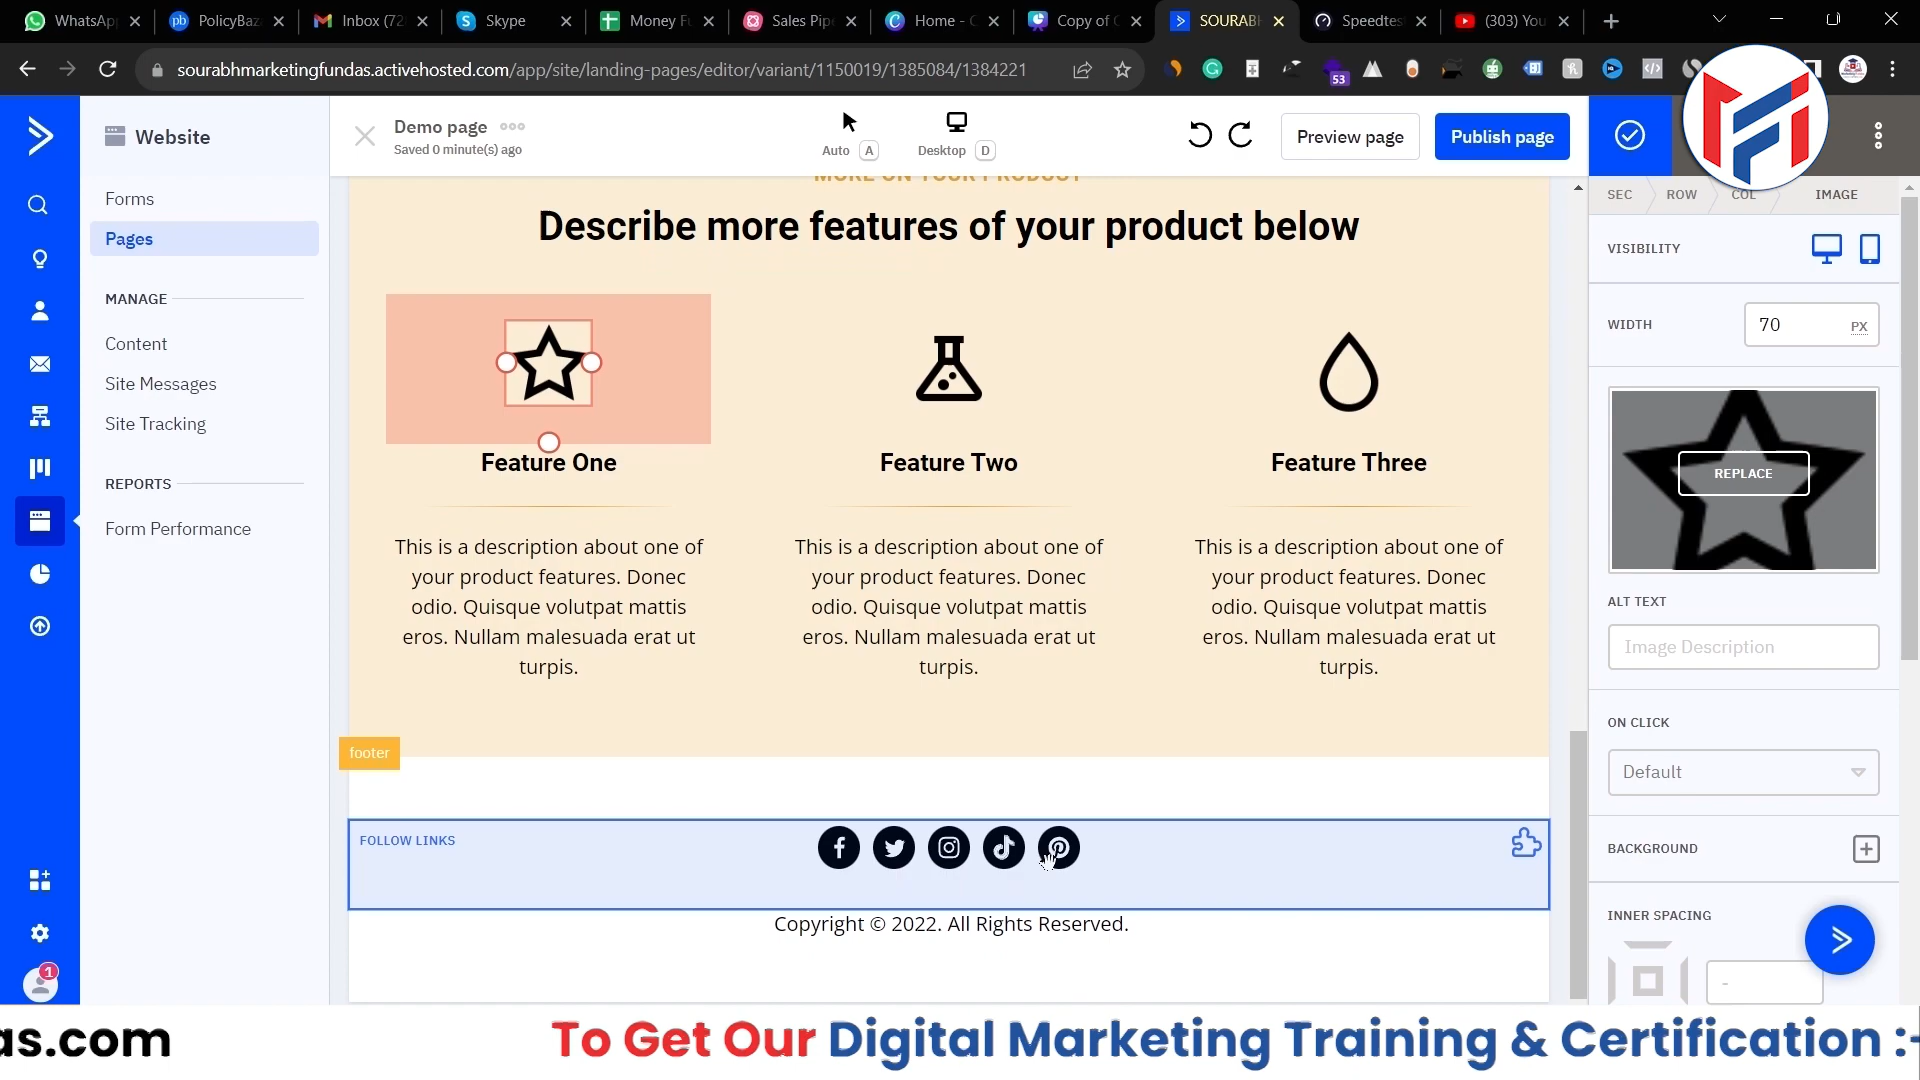 WhatsApp
PolicyBaz
Inbox (72
Skype
Money F
Sales Pip
Home - C
Copy of C
SOURAB
Speedtes
(303) You
sourabhmarketingfundas.activehosted.com/app/site/landing-pages/editor/variant/1150019/1385084/1384221
53
Website
Forms
Pages
MANAGE
Content
Site Messages
Site Tracking
REPORTS
Form Performance
1
Demo page
Saved 0 minute(s) ago
Auto A
Desktop D
Preview page
Publish page
MORE ON YOUR PRODUCT
Describe more features of your product below
Feature One
This is a description about one of
your product features. Donec
odio. Quisque volutpat mattis
eros. Nullam malesuada erat ut
turpis.
Feature Two
This is a description about one of
your product features. Donec
odio. Quisque volutpat mattis
eros. Nullam malesuada erat ut
turpis.
Feature Three
This is a description about one of
your product features. Donec
odio. Quisque volutpat mattis
eros. Nullam malesuada erat ut
turpis.
footer
FOLLOW LINKS
Copyright © 2022. All Rights Reserved.
SEC ROW COL IMAGE
VISIBILITY
WIDTH 70 PX
REPLACE
ALT TEXT
Image Description
ON CLICK
Default
BACKGROUND
INNER SPACING
-
as.com To Get Our Digital Marketing Training & Certification :-